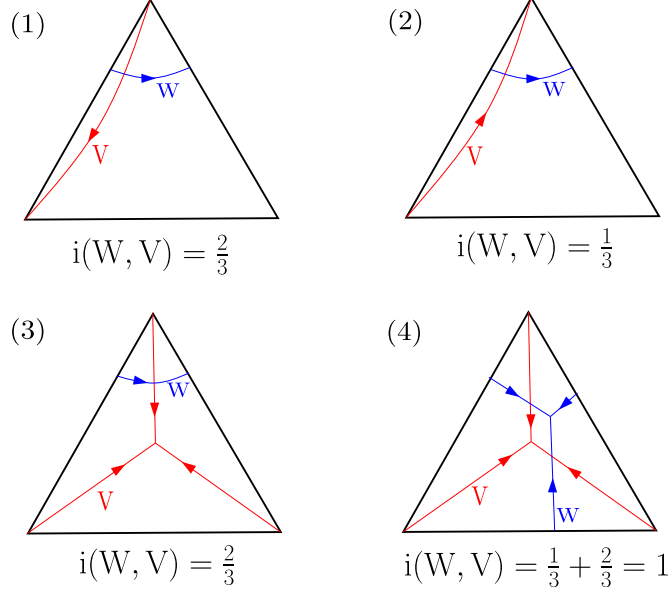 (1)
W
V
i(W, V) = 2/3
(2)
W
V
i(W, V) = 1/3
(3)
W
V
i(W, V) = 2/3
(4)
V
W
i(W, V) = 1/3 + 2/3 = 1